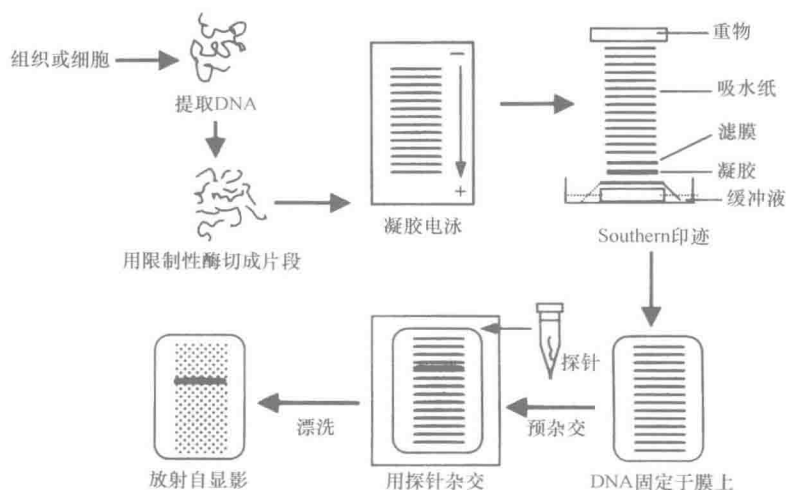 组织或细胞
提取DNA
用限制性酶切成片段
−
+
凝胶电泳
重物
吸水纸
滤膜
凝胶
缓冲液
Southern印迹
DNA固定于膜上
探针
预杂交
用探针杂交
漂洗
放射自显影